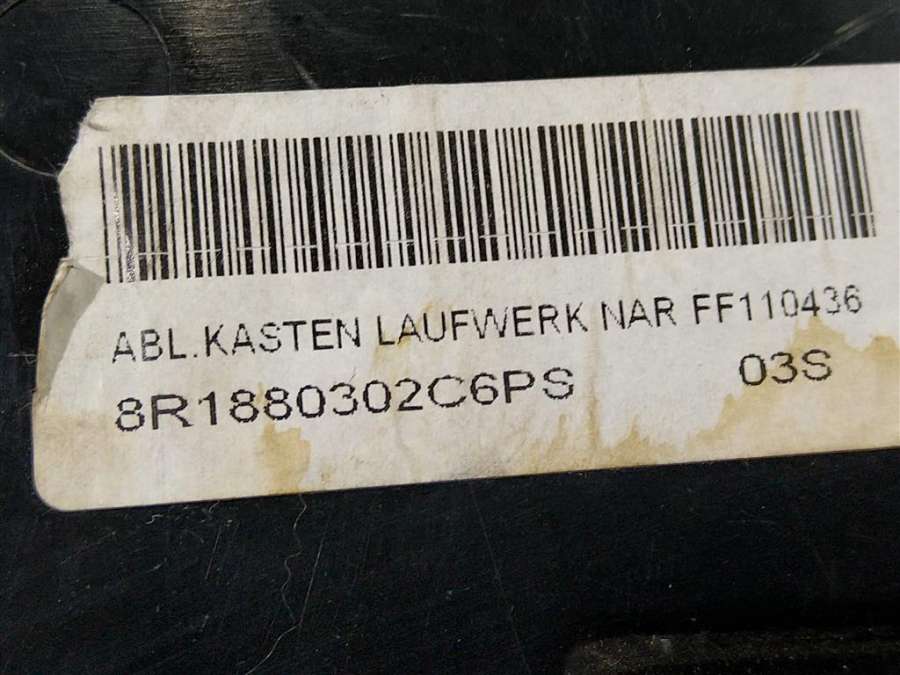 ABL.KASTEN LAUFWERK NAR FF110436
8R1880302C6PS 03S